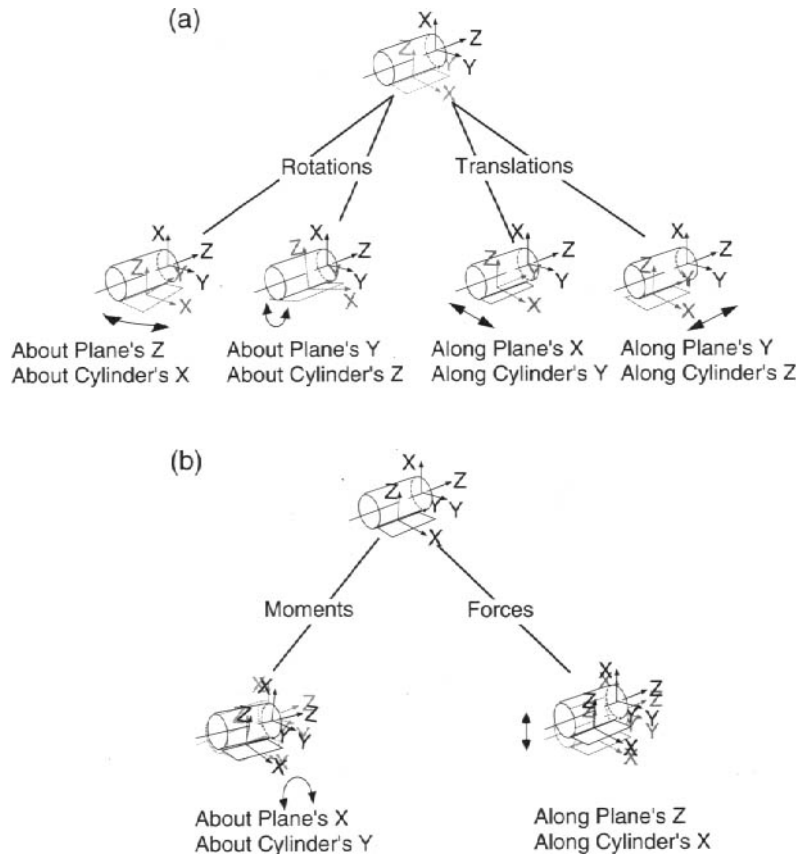 (a)
X
Z
Z
Y
Y
X
Rotations
Translations
X
Z
Z
Y
Y
X
X
Z
Z
Y
Y
X
X
Z
Z
Y
Y
X
X
Z
Z
Y
Y
X
About Plane's Z
About Cylinder's X
About Plane's Y
About Cylinder's Z
Along Plane's X
Along Cylinder's Y
Along Plane's Y
Along Cylinder's Z
(b)
X
Z
Z
Y
Y
X
Moments
Forces
X
X
Z
Z
Z
Y
Y
X
X
X
X
Z
Z
Z
Z
Y
Y
Y
Y
X
X
About Plane's X
About Cylinder's Y
Along Plane's Z
Along Cylinder's X